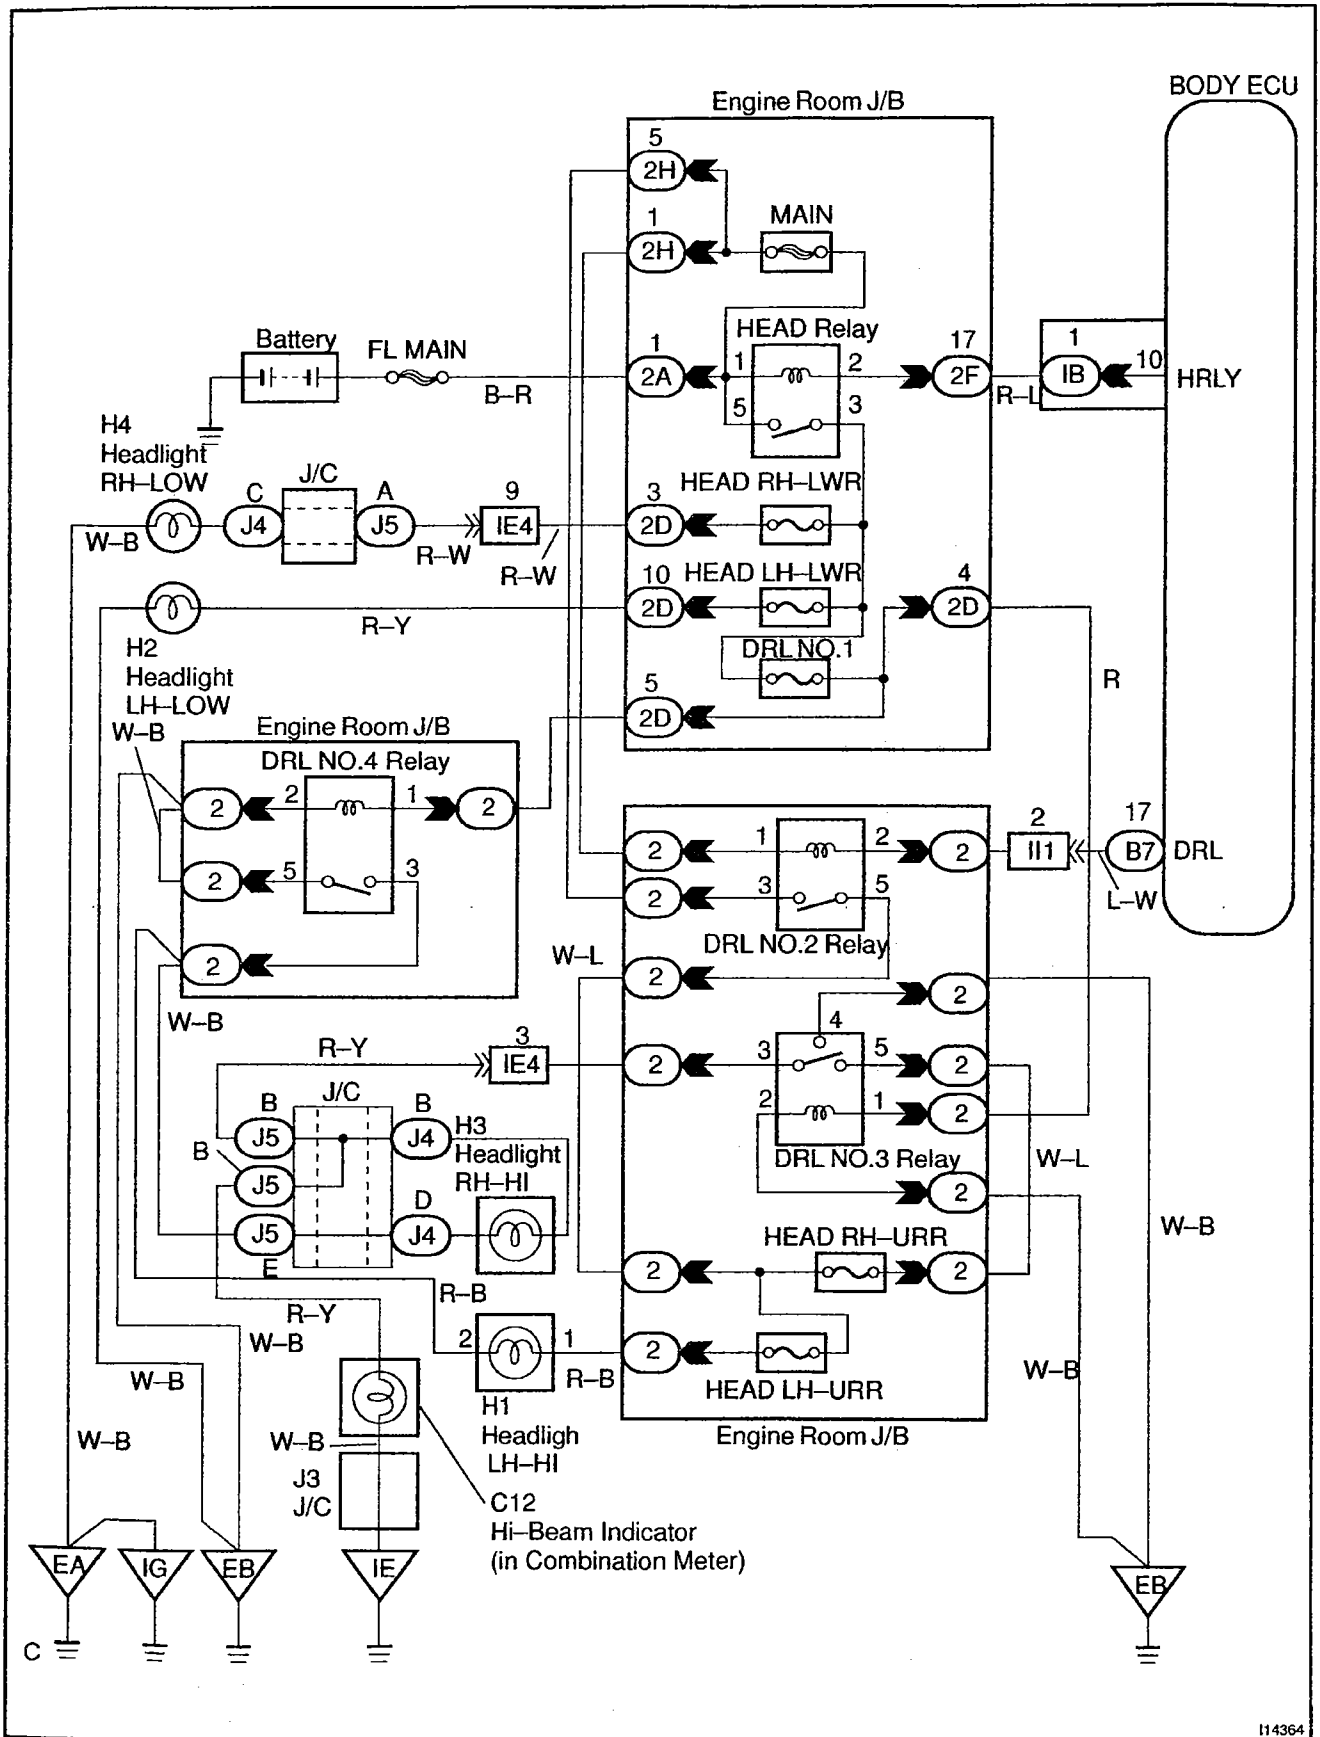 BODY ECU
Engine Room J/B
5
2H
1
2H
MAIN
Battery
FL MAIN
B–R
1
2A
HEAD Relay
1
2
5
3
17
2F
R–L
1
IB
10
HRLY
H4
Headlight
RH–LOW
W–B
C
J4
J/C
A
J5
R–W
9
IE4
R–W
3
2D
HEAD RH–LWR
10
2D
HEAD LH–LWR
4
2D
R–Y
H2
Headlight
LH–LOW
W–B
DRL NO.1
5
2D
R
Engine Room J/B
DRL NO.4 Relay
2
2
1
2
2
5
3
2
W–B
2
1
2
2
2
II1
17
B7
DRL
L–W
2
3
5
DRL NO.2 Relay
W–L
2
2
4
R–Y
3
IE4
2
3
5
2
2
1
2
DRL NO.3 Relay
2
W–L
W–B
J/C
B
J5
B
J5
J5
E
B
J4
D
J4
H3
Headlight
RH–HI
HEAD RH–URR
2
2
R–B
R–Y
W–B
2
1
R–B
2
HEAD LH–URR
Engine Room J/B
W–B
W–B
H1
Headligh
LH–HI
W–B
W–B
J3
J/C
C12
Hi–Beam Indicator
(in Combination Meter)
EA
IG
EB
IE
EB
C
I14364